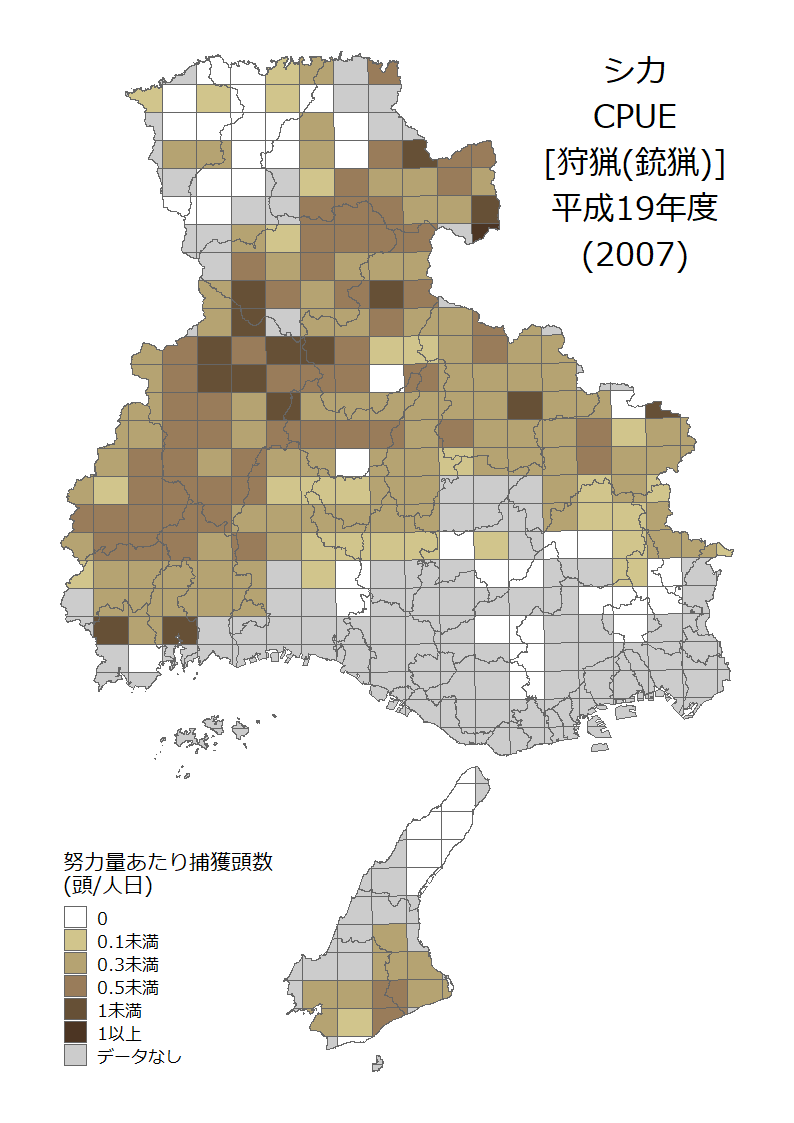 シカ
CPUE
[狩猟(銃猟)]
平成19年度
(2007)
努力量あたり捕獲頭数
(頭/人日)
0
0.1未満
0.3未満
0.5未満
1未満
1以上
データなし